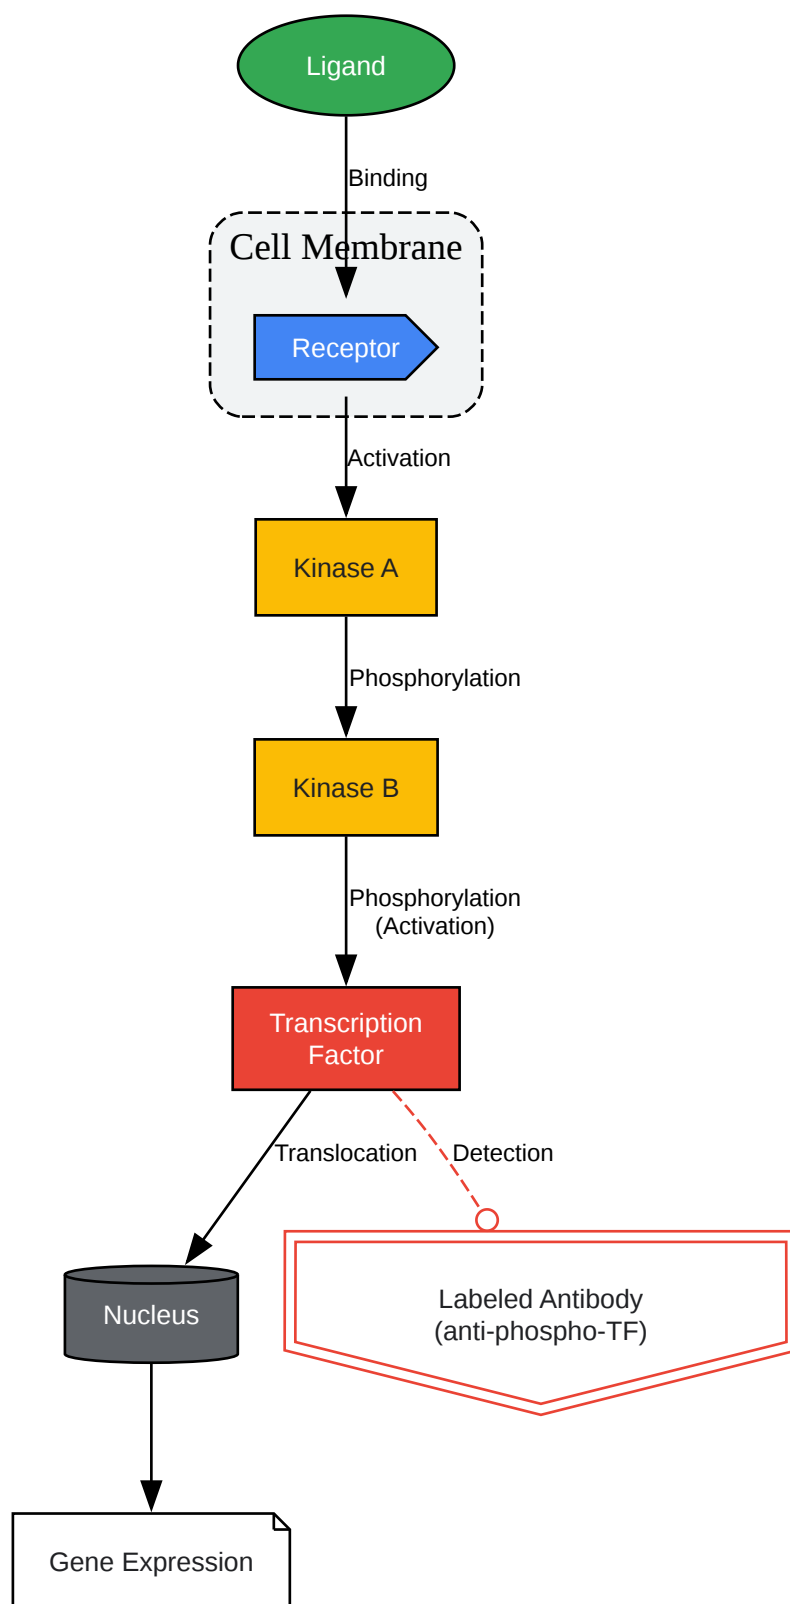 Ligand
Binding
Cell Membrane
Receptor
Activation
Kinase A
Phosphorylation
Kinase B
Phosphorylation
(Activation)
Transcription
Factor
Translocation
Detection
Labeled Antibody
(anti-phospho-TF)
Nucleus
Gene Expression